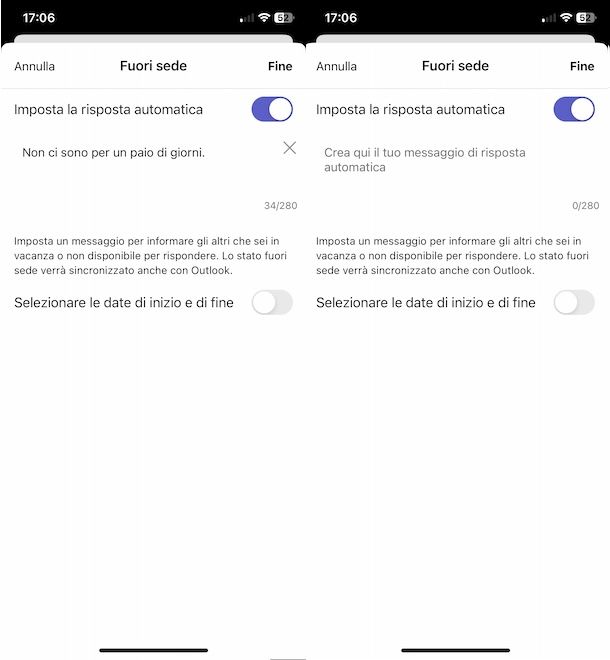 17:06
52
Annulla
Fuori sede
Fine
Imposta la risposta automatica
Non ci sono per un paio di giorni.
34/280
Imposta un messaggio per informare gli altri che sei in
vacanza o non disponibile per rispondere. Lo stato fuori
sede verrà sincronizzato anche con Outlook.
Selezionare le date di inizio e di fine
17:06
52
Annulla
Fuori sede
Fine
Imposta la risposta automatica
Crea qui il tuo messaggio di risposta
automatica
0/280
Imposta un messaggio per informare gli altri che sei in
vacanza o non disponibile per rispondere. Lo stato fuori
sede verrà sincronizzato anche con Outlook.
Selezionare le date di inizio e di fine